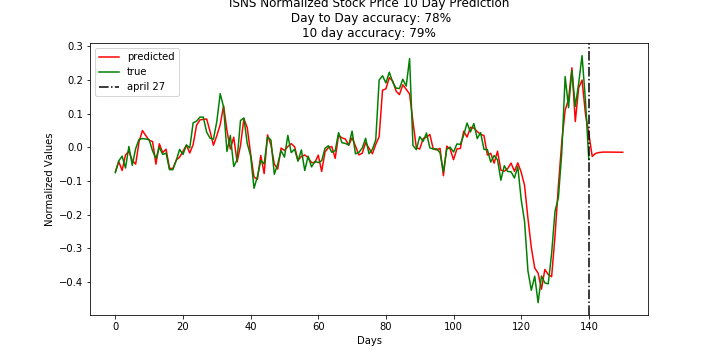 ISNS Normalized Stock Price 10 Day Prediction
Day to Day accuracy: 78%
10 day accuracy: 79%
predicted
true
april 27
Normalized Values
0.3
0.2
0.1
0.0
−0.1
−0.2
−0.3
−0.4
0 20 40 60 80 100 120 140
Days